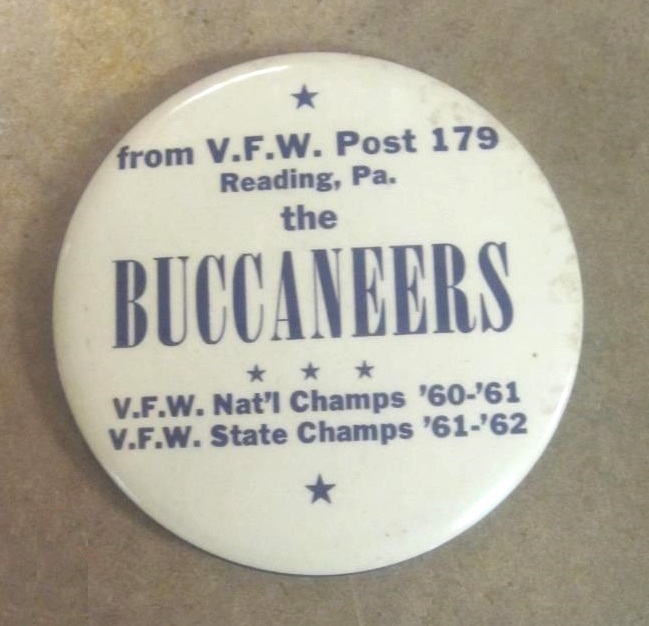 from V.F.W. Post 179
Reading, Pa.
the
BUCCANEERS
V.F.W. Nat'l Champs '60-'61
V.F.W. State Champs '61-'62